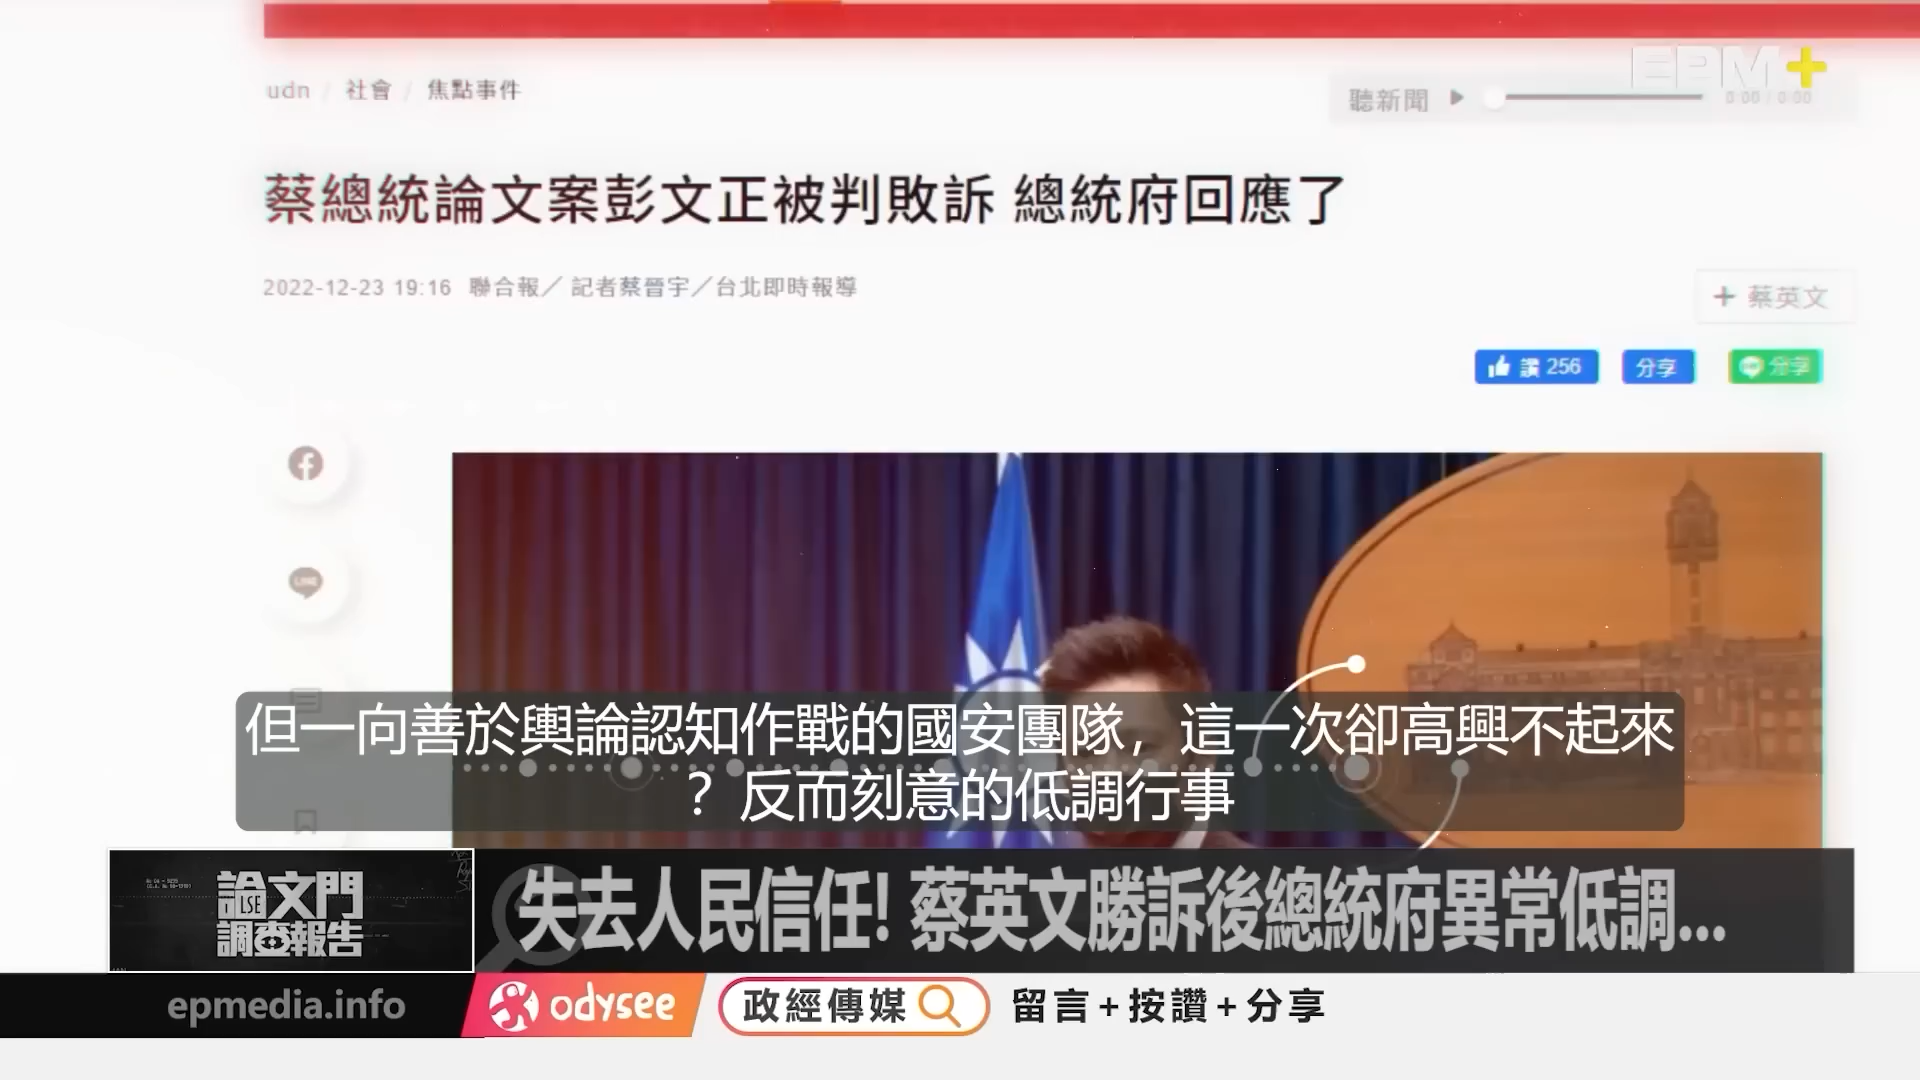 EPM+
udn / 社會 / 焦點事件
聽新聞
0:00 / 0:00
蔡總統論文案彭文正被判敗訴 總統府回應了
2022-12-23 19:16 聯合報／ 記者蔡晉宇／台北即時報導
+ 蔡英文
讚 256
分享
分享
LINE
但一向善於輿論認知作戰的國安團隊，這一次卻高興不起來
？反而刻意的低調行事
論文門
LSE
調查報告
失去人民信任! 蔡英文勝訴後總統府異常低調...
epmedia.info
odysee
政經傳媒
留言+按讚+分享